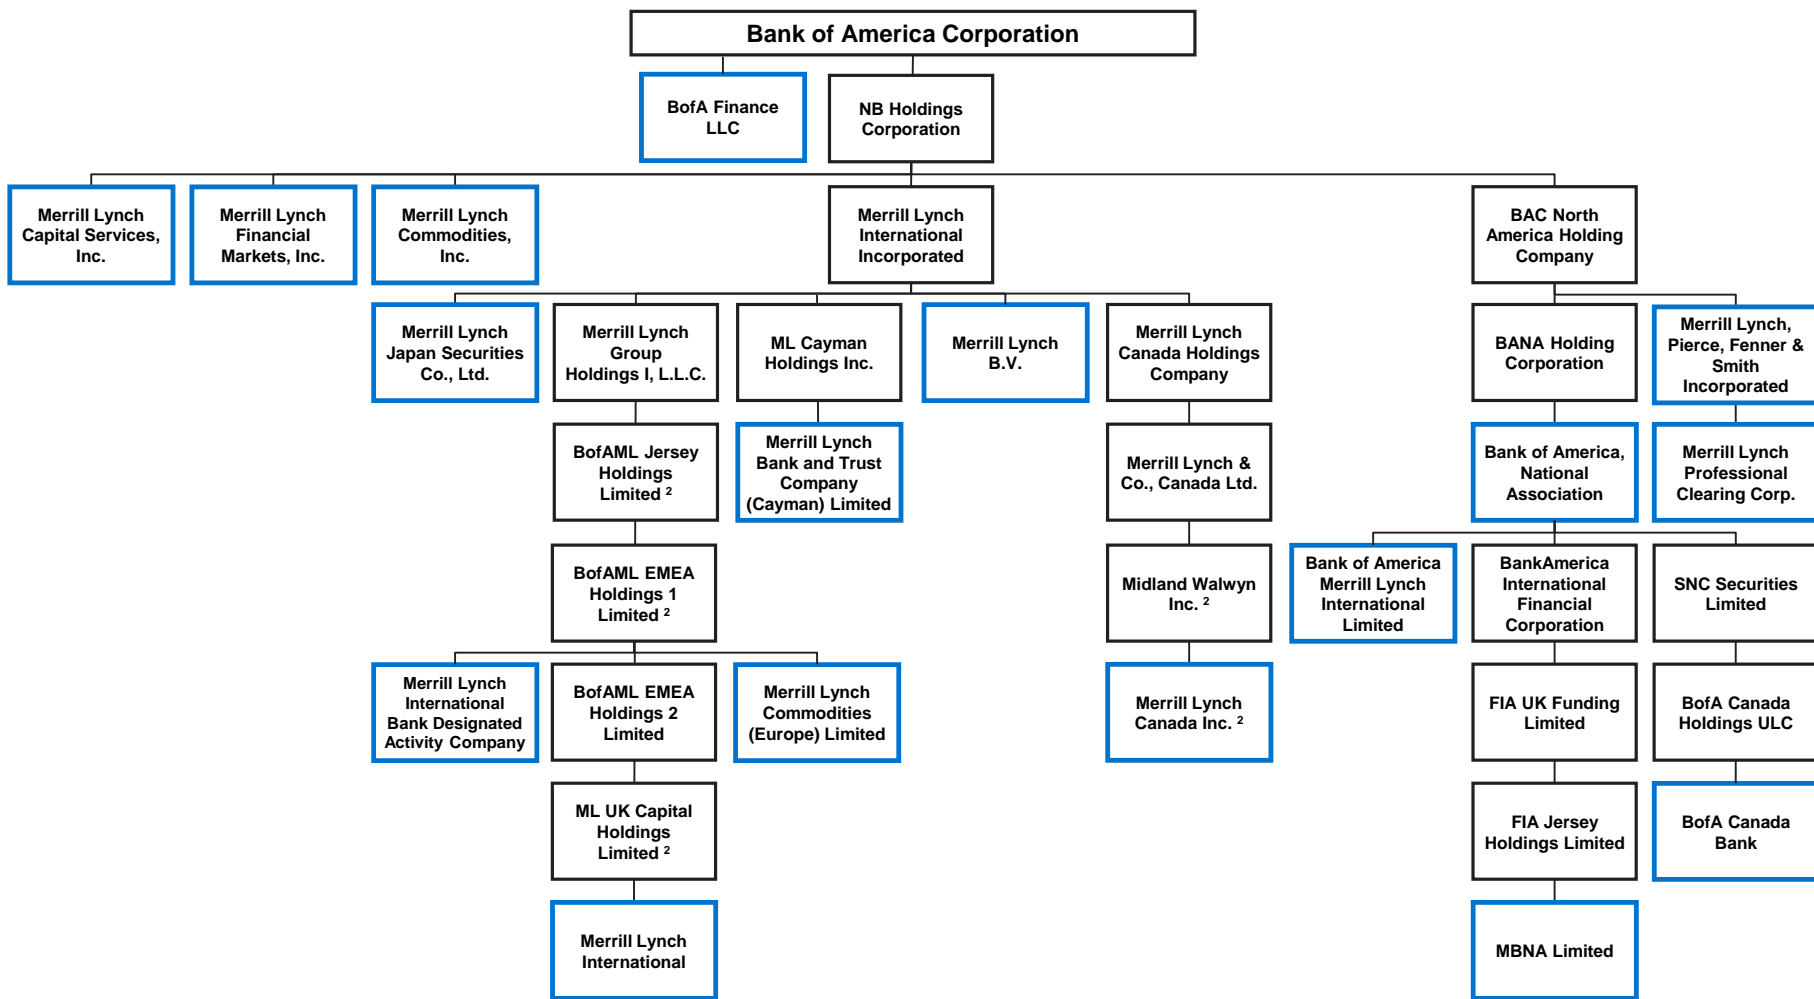 Bank of America Corporation
BofA Finance
LLC
NB Holdings
Corporation
Merrill Lynch
Capital Services,
Inc.
Merrill Lynch
Financial
Markets, Inc.
Merrill Lynch
Commodities,
Inc.
Merrill Lynch
International
Incorporated
BAC North
America Holding
Company
Merrill Lynch
Japan Securities
Co., Ltd.
Merrill Lynch
Group
Holdings I, L.L.C.
ML Cayman
Holdings Inc.
Merrill Lynch
B.V.
Merrill Lynch
Canada Holdings
Company
BANA Holding
Corporation
Merrill Lynch,
Pierce, Fenner &
Smith
Incorporated
BofAML Jersey
Holdings
Limited ²
Merrill Lynch
Bank and Trust
Company
(Cayman) Limited
Merrill Lynch &
Co., Canada Ltd.
Bank of America,
National
Association
Merrill Lynch
Professional
Clearing Corp.
BofAML EMEA
Holdings 1
Limited ²
Midland Walwyn
Inc. ²
Bank of America
Merrill Lynch
International
Limited
BankAmerica
International
Financial
Corporation
SNC Securities
Limited
Merrill Lynch
International
Bank Designated
Activity Company
BofAML EMEA
Holdings 2
Limited
Merrill Lynch
Commodities
(Europe) Limited
Merrill Lynch
Canada Inc. ²
FIA UK Funding
Limited
BofA Canada
Holdings ULC
ML UK Capital
Holdings
Limited ²
FIA Jersey
Holdings Limited
BofA Canada
Bank
Merrill Lynch
International
MBNA Limited